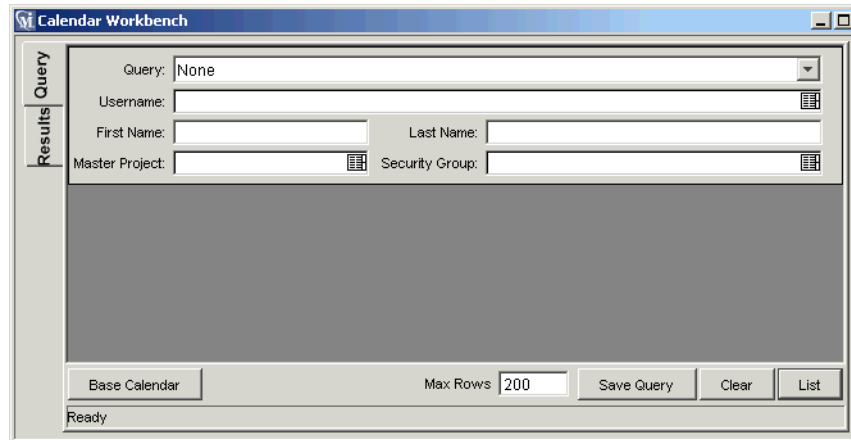 Calendar Workbench
Query
Results
Query: None
Username:
First Name: Last Name:
Master Project: Security Group:
Base Calendar Max Rows 200 Save Query Clear List
Ready